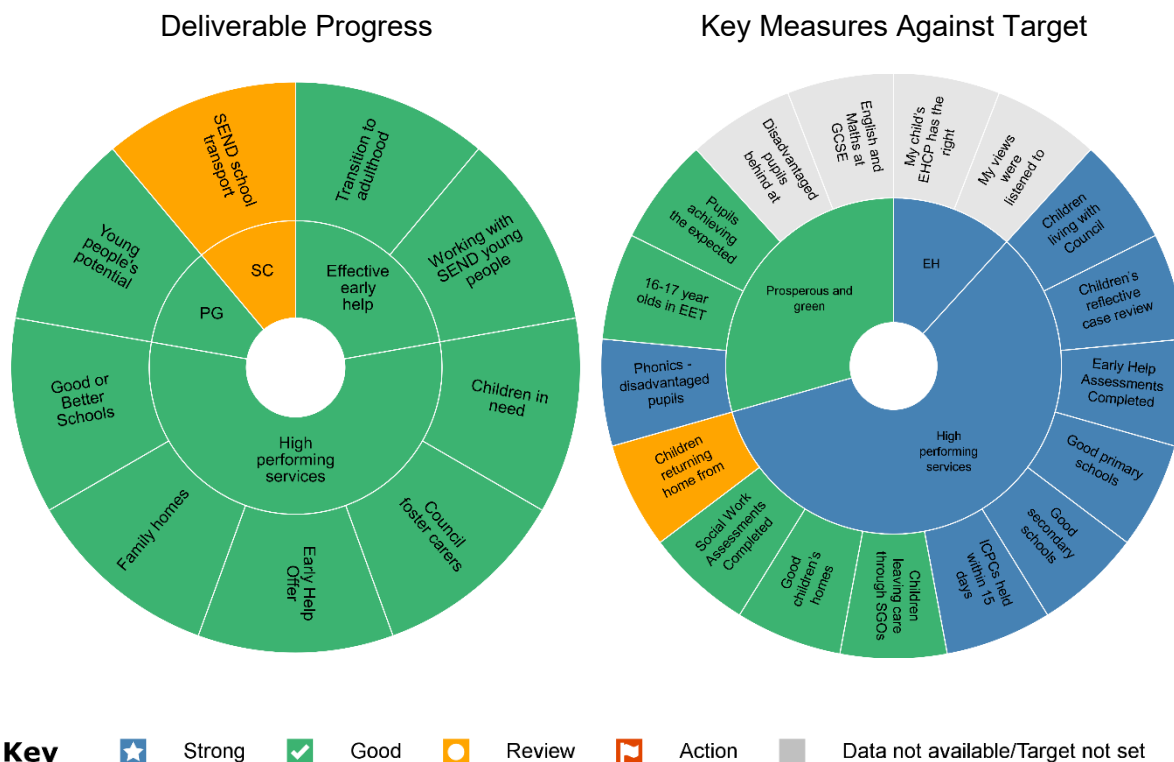 Deliverable Progress
SEND school
transport
Transition to
adulthood
Working with
SEND young
people
Children in
need
Council
foster carers
Early Help
Offer
Family homes
Good or
Better
Schools
Young
people's
potential
SC
Effective
early
help
PG
High
performing
services
Key Measures Against Target
Disadvantaged
pupils
behind at
English and
Maths at
GCSE
My child's
EHCP has the
right
My views
were
listened to
Children
living with
Council
Children's
reflective
case review
Early Help
Assessments
Completed
Good primary
schools
Good
secondary
schools
ICPCs held
within 15
days
Children
leaving care
through SGOs
Good
children's
homes
Social Work
Assessments
Completed
Children
returning
home from
Phonics -
disadvantaged
pupils
16-17 year
olds in EET
Pupils
achieving
the expected
EH
Prosperous and
green
High
performing
services
Key
Strong
Good
Review
Action
Data not available/Target not set